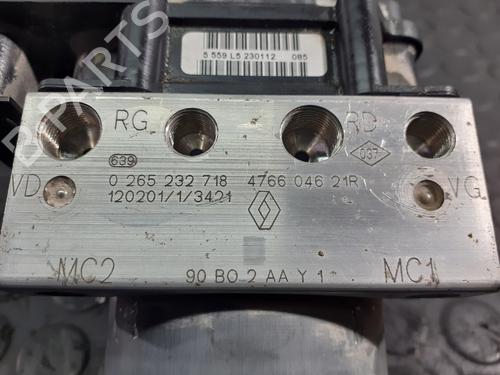 5 559 L5 230112 085
RG RD
639 037
VD 0 265 232 718 4766 046 21R VG
120201/1/3421
MC2 90 BO 2 AA Y 1 MC1
B PARTS